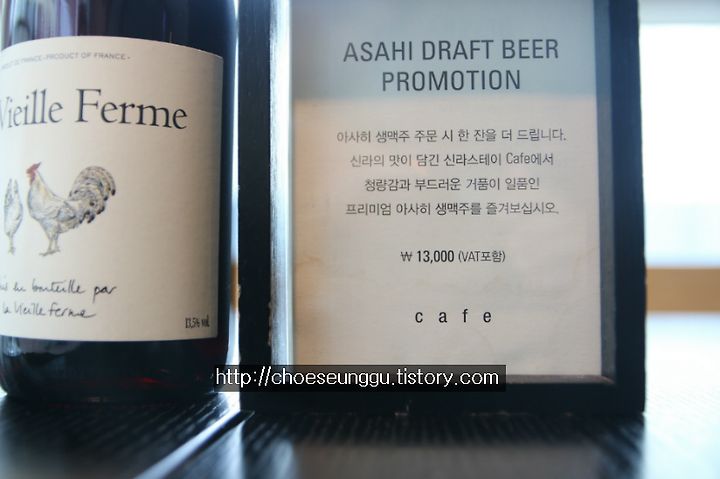 PRODUCT OF FRANCE -
Vieille Ferme
bouteille par
la Vieille Ferme
13,5% vol.
ASAHI DRAFT BEER
PROMOTION
아사히 생맥주 주문 시 한 잔을 더 드립니다.
신라의 맛이 담긴 신라스테이 Cafe에서
청량감과 부드러운 거품이 일품인
프리미엄 아사히 생맥주를 즐겨보십시오.
₩ 13,000 (VAT포함)
cafe
http://choeseunggu.tistory.com